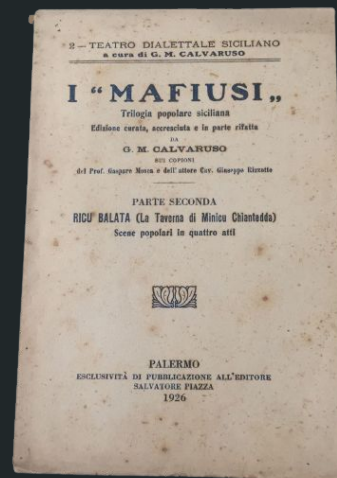 2 — TEATRO DIALETTALE SICILIANO
a cura di G. M. CALVARUSO
I “MAFIUSI„
Trilogia popolare siciliana
Edizione curata, accresciuta e in parte rifatta
DA
G. M. CALVARUSO
SUI COPIONI
del Prof. Gaspare Mosca e dell'attore Cav. Giuseppe Rizzotto
PARTE SECONDA
RICU BALATA (La Taverna di Minicu Chiantedda)
Scene popolari in quattro atti
PALERMO
ESCLUSIVITÀ DI PUBBLICAZIONE ALL'EDITORE
SALVATORE PIAZZA
1926